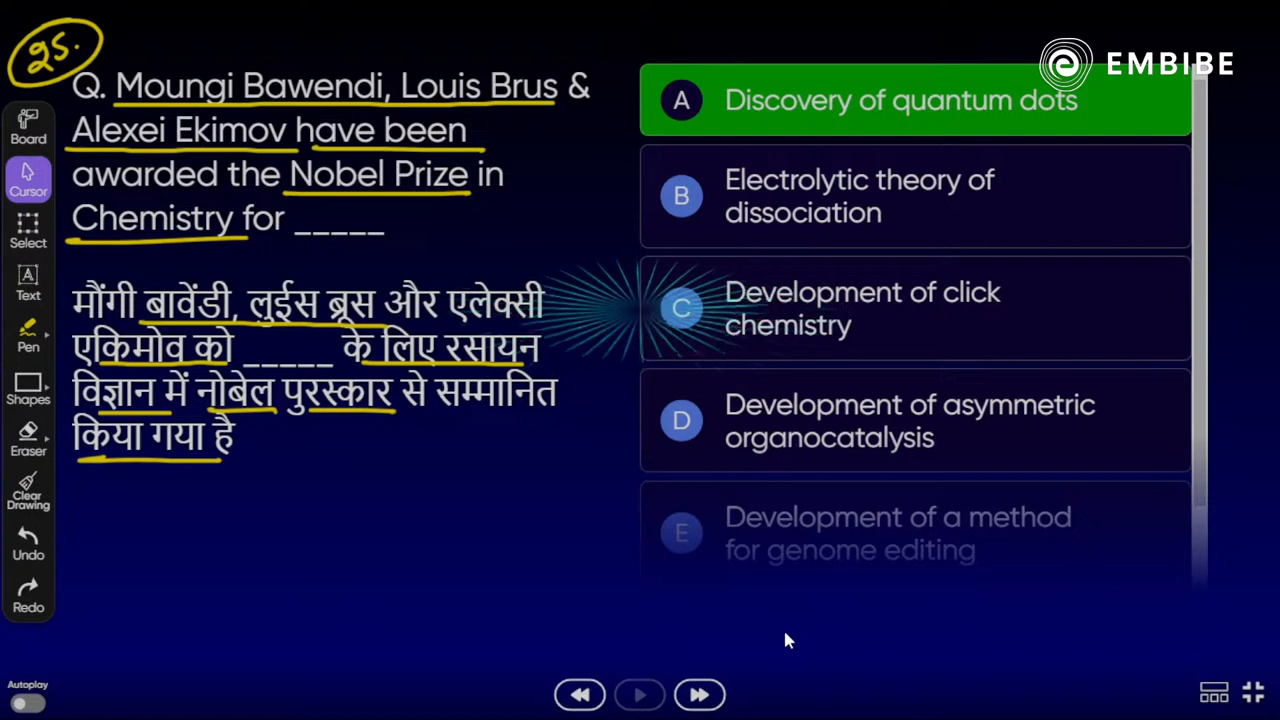 25.
EMBIBE
Q. Moungi Bawendi, Louis Brus &
Alexei Ekimov have been
awarded the Nobel Prize in
Chemistry for _____
मौंगी बावेंडी, लुईस ब्रूस और एलेक्सी
एकिमोव को _____ के लिए रसायन
विज्ञान में नोबेल पुरस्कार से सम्मानित
किया गया है
A Discovery of quantum dots
B Electrolytic theory of
dissociation
C Development of click
chemistry
D Development of asymmetric
organocatalysis
E Development of a method
for genome editing
Board
Cursor
Select
A
Text
Pen
Shapes
Eraser
Clear
Drawing
Undo
Redo
Autoplay